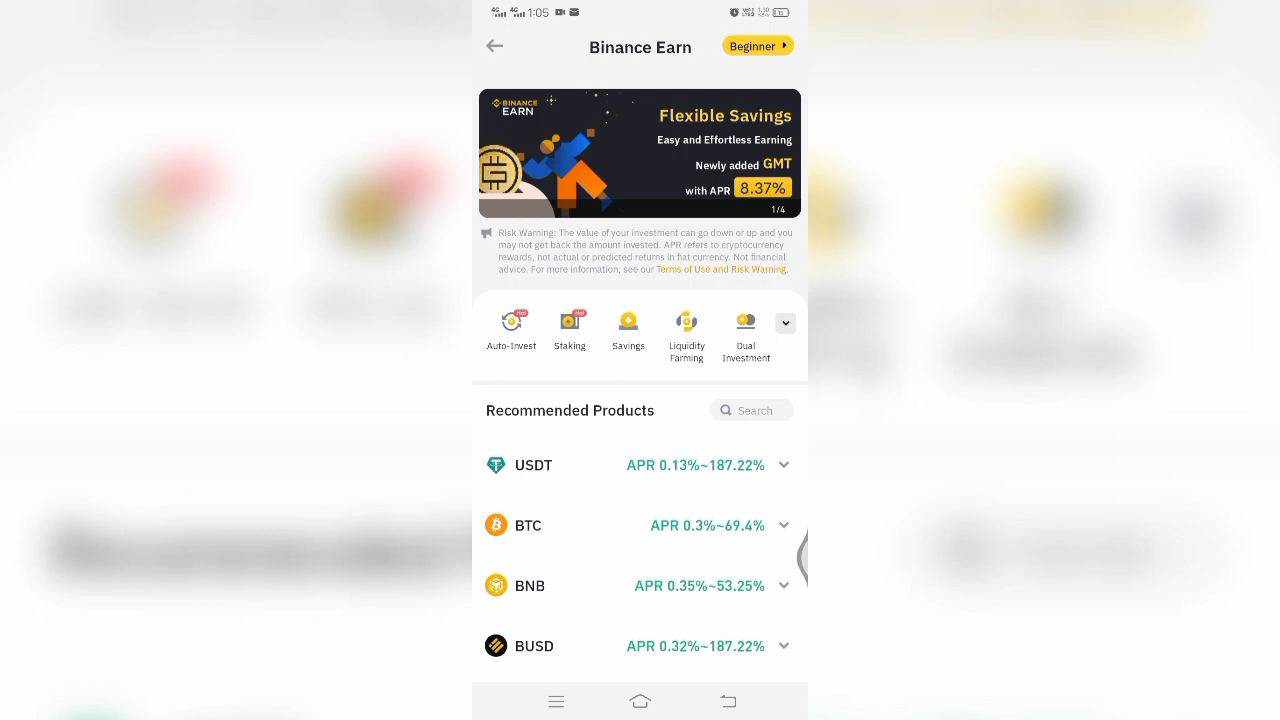 4G 4G 1:05
Binance Earn
Beginner
BINANCE
EARN
Flexible Savings
Easy and Effortless Earning
Newly added GMT
with APR 8.37%
1/4
Risk Warning: The value of your investment can go down or up and you
may not get back the amount invested. APR refers to cryptocurrency
rewards, not actual or predicted returns in fiat currency. Not financial
advice. For more information, see our Terms of Use and Risk Warning.
Hot Hot
Auto-Invest Staking Savings Liquidity Farming Dual Investment
Recommended Products
Search
USDT APR 0.13%~187.22%
BTC APR 0.3%~69.4%
BNB APR 0.35%~53.25%
BUSD APR 0.32%~187.22%